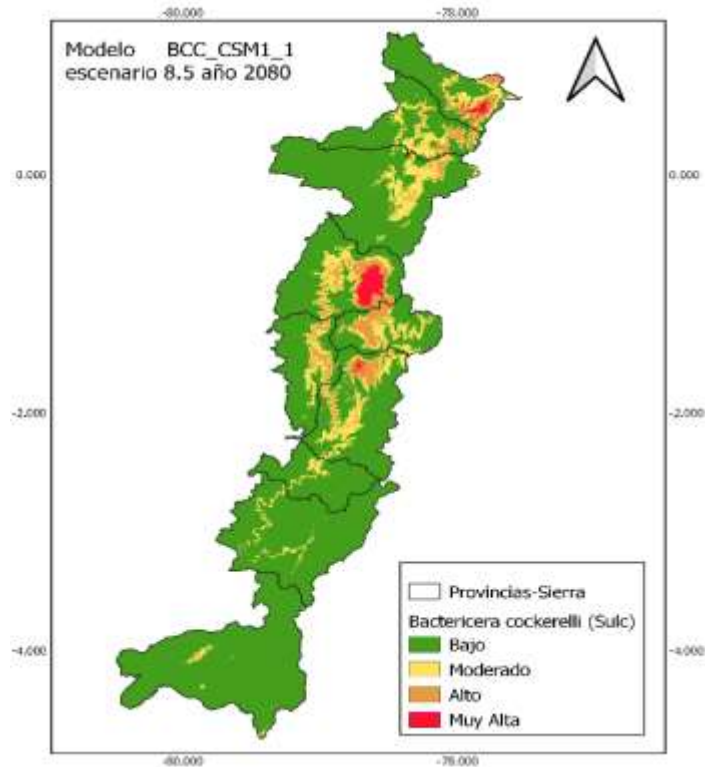 -80.000 -78.000
Modelo BCC_CSM1_1
escenario 8.5 año 2080
0.000 0.000
-2.000 -2.000
-4.000 -4.000
Provincias-Sierra
Bactericera cockerelli (Sulc)
Bajo
Moderado
Alto
Muy Alta
-80.000 -78.000